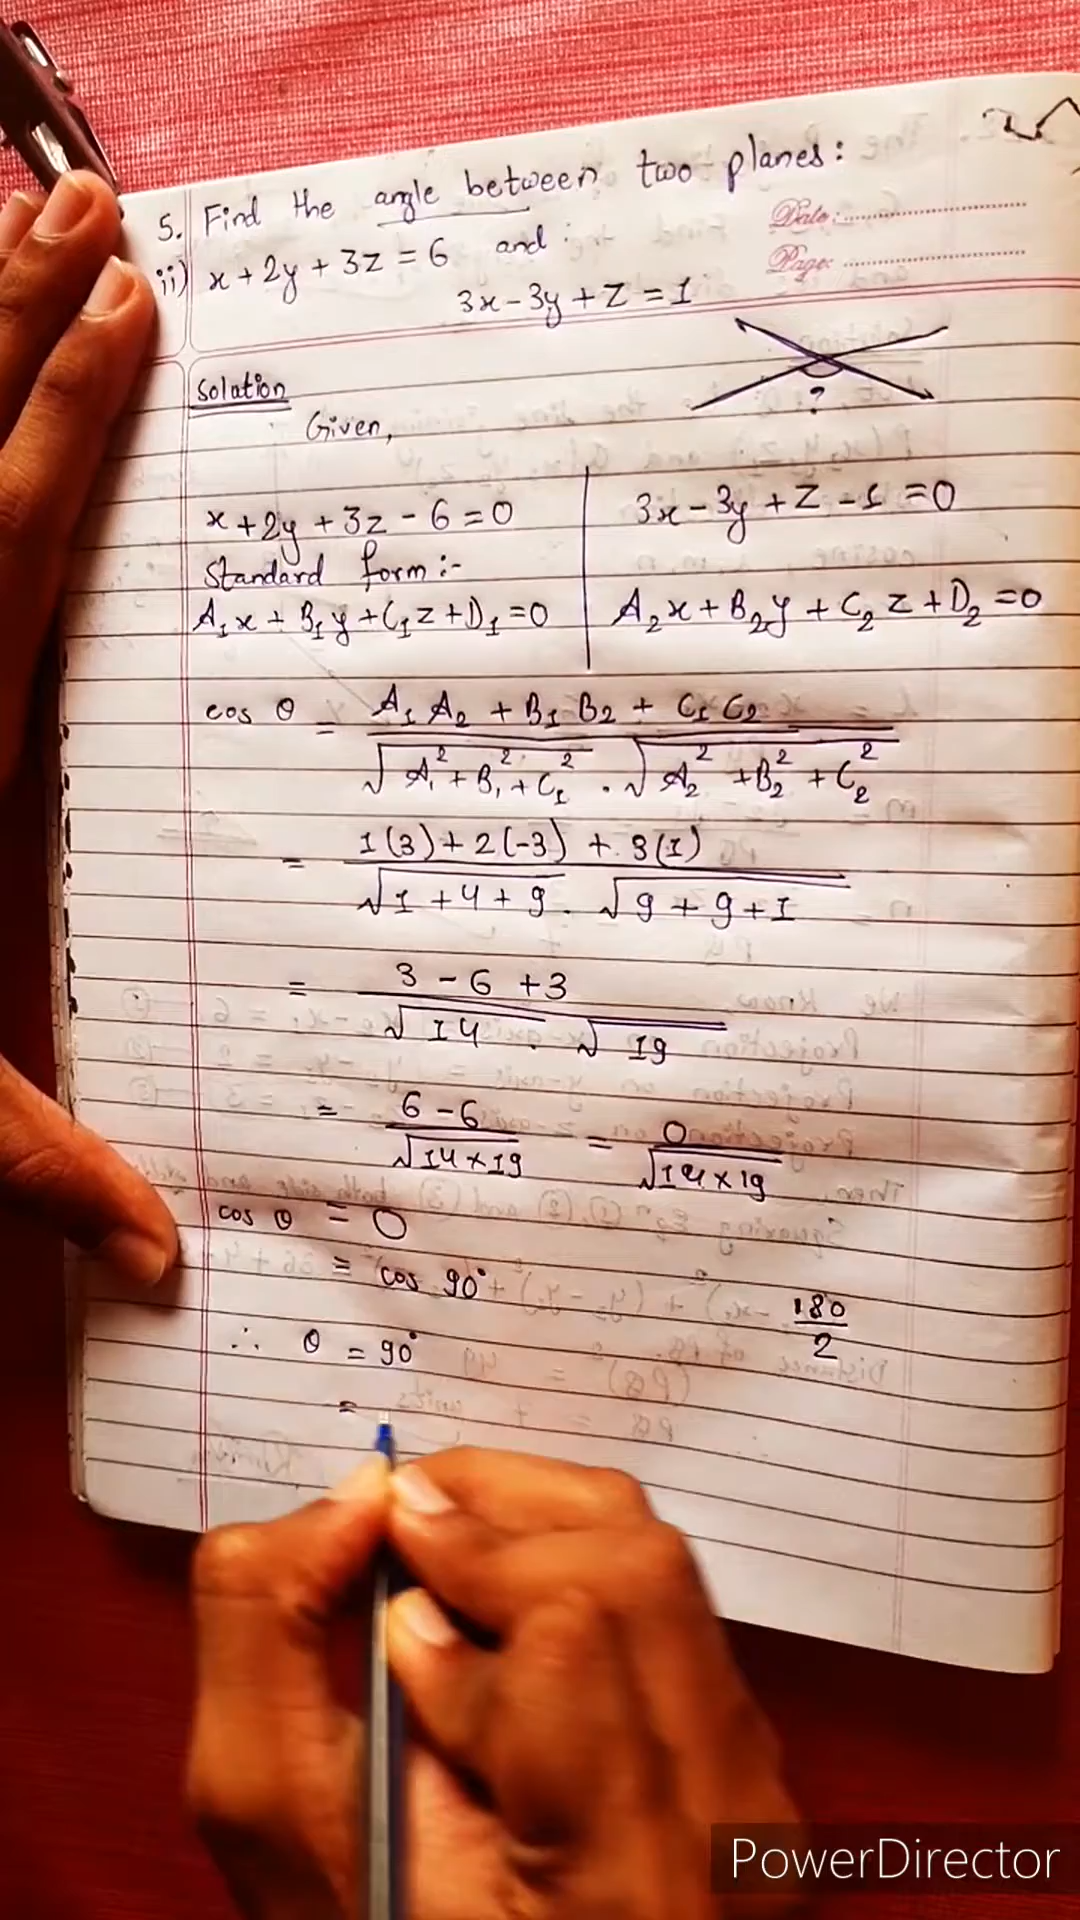 5. Find the angle between two planes:
ii) x + 2y + 3z = 6 and :
3x - 3y + z = 1
Date:
Page:
Solution
Given,
?
x + 2y + 3z - 6 = 0
3x - 3y + z - 1 = 0
Standard form :-
A₁x + B₁y + C₁z + D₁ = 0
A₂x + B₂y + C₂z + D₂ = 0
cos θ = A₁A₂ + B₁B₂ + C₁C₂ / √A₁² + B₁² + C₁² . √A₂² + B₂² + C₂²
= 1(3) + 2(-3) + 3(1) / √1 + 4 + 9 . √9 + 9 + 1
= 3 - 6 + 3 / √14 . √19
= 6 - 6 / √14 × 19 = 0 / √14 × 19
cos θ = 0
= cos 90°
180 / 2
∴ θ = 90°
=
PowerDirector